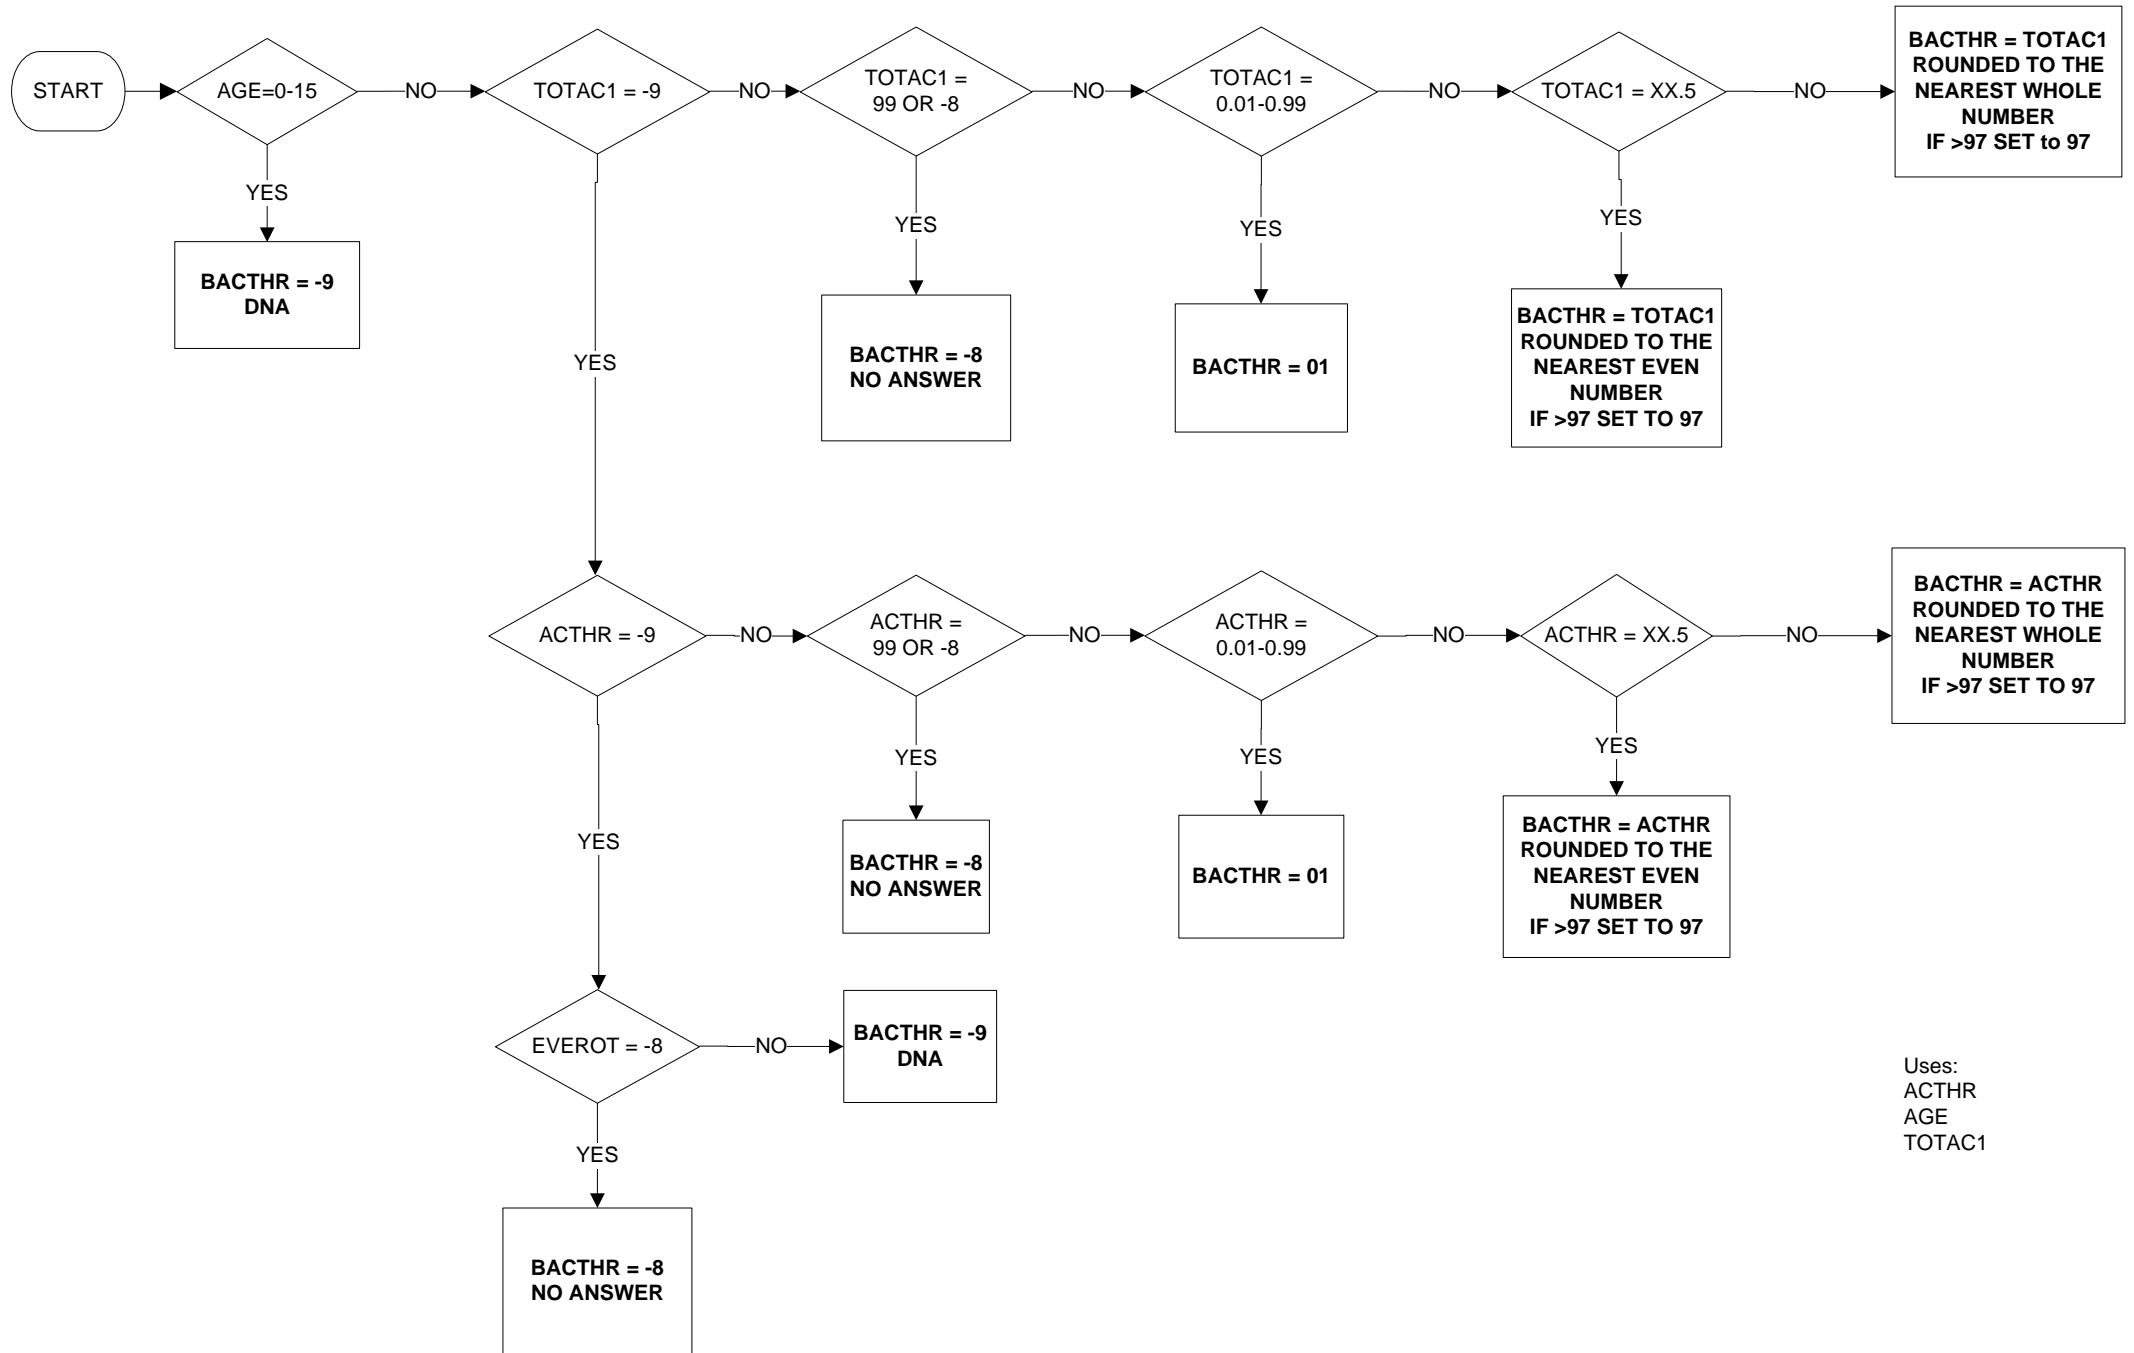 START
AGE=0-15
NO
TOTAC1 = -9
NO
TOTAC1 =
99 OR -8
NO
TOTAC1 =
0.01-0.99
NO
TOTAC1 = XX.5
NO
BACTHR = TOTAC1
ROUNDED TO THE
NEAREST WHOLE
NUMBER
IF >97 SET to 97
YES
BACTHR = -9
DNA
YES
YES
BACTHR = -8
NO ANSWER
YES
BACTHR = 01
YES
BACTHR = TOTAC1
ROUNDED TO THE
NEAREST EVEN
NUMBER
IF >97 SET TO 97
ACTHR = -9
NO
ACTHR =
99 OR -8
NO
ACTHR =
0.01-0.99
NO
ACTHR = XX.5
NO
BACTHR = ACTHR
ROUNDED TO THE
NEAREST WHOLE
NUMBER
IF >97 SET TO 97
YES
YES
BACTHR = -8
NO ANSWER
YES
BACTHR = 01
YES
BACTHR = ACTHR
ROUNDED TO THE
NEAREST EVEN
NUMBER
IF >97 SET TO 97
EVEROT = -8
NO
BACTHR = -9
DNA
YES
BACTHR = -8
NO ANSWER
Uses:
ACTHR
AGE
TOTAC1